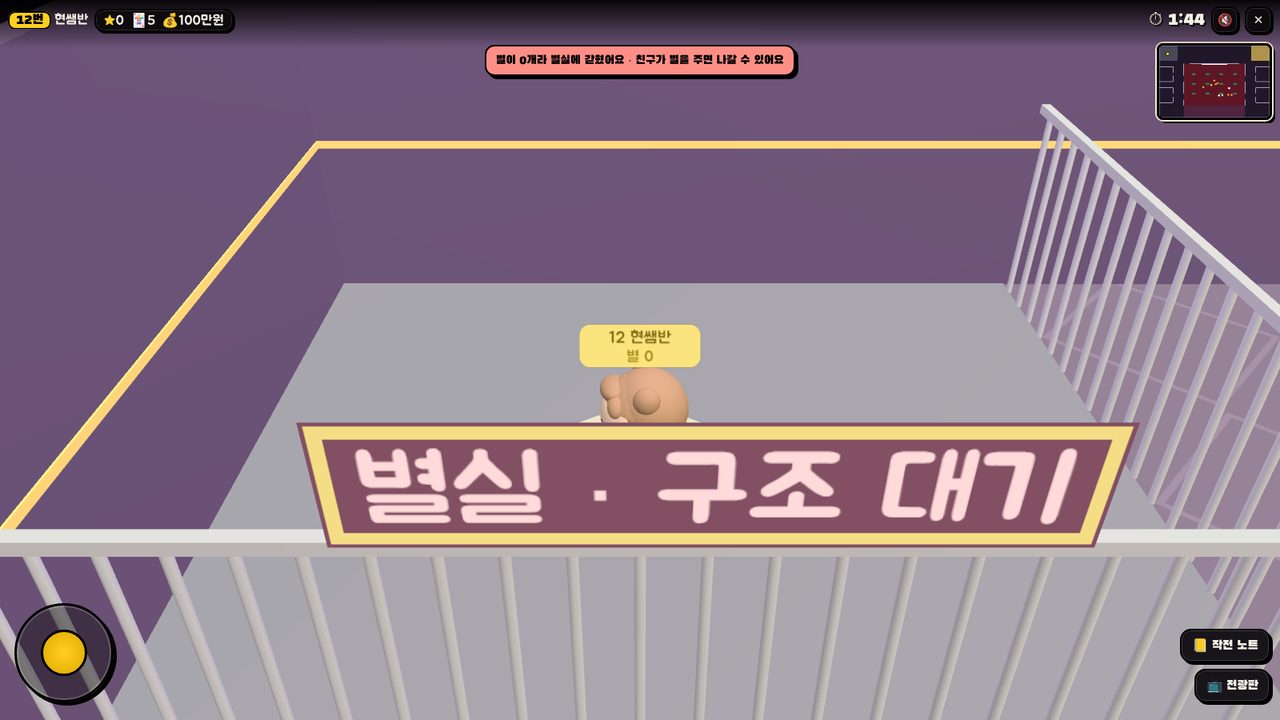 12번 현쌤반 ⭐0 🃏5 💰100만원
1:44
별이 0개라 별실에 갇혔어요 · 친구가 별을 주면 나갈 수 있어요
12 현쌤반
별 0
별실 · 구조 대기
작전 노트
전광판